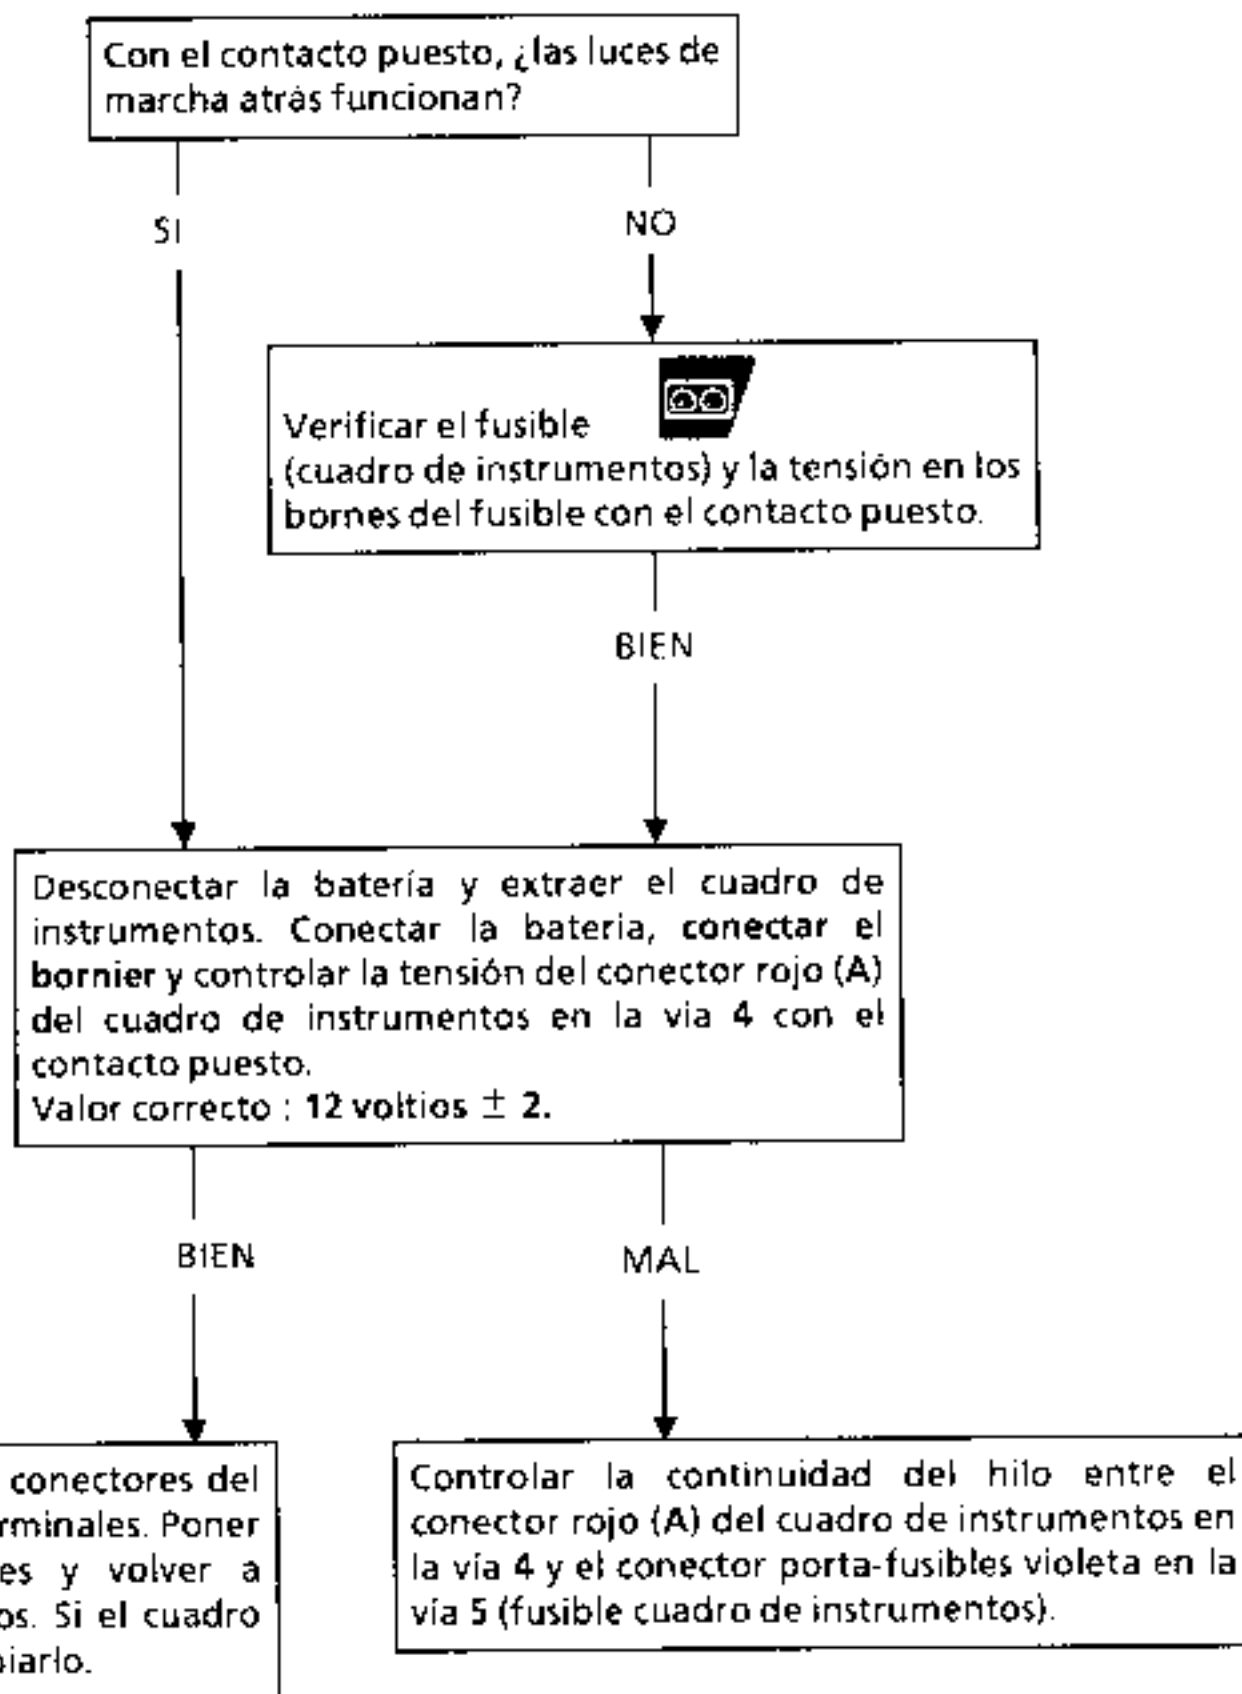 Con el contacto puesto, ¿las luces de
marcha atrás funcionan?
SI
NO
Verificar el fusible
(cuadro de instrumentos) y la tensión en los
bornes del fusible con el contacto puesto.
BIEN
Desconectar la batería y extraer el cuadro de
instrumentos. Conectar la bateria, conectar el
bornier y controlar la tensión del conector rojo (A)
del cuadro de instrumentos en la via 4 con el
contacto puesto.
Valor correcto : 12 voltios ± 2.
BIEN
MAL
conectores del
rminales. Poner
es y volver a
os. Si el cuadro
biarlo.
Controlar la continuidad del hilo entre el
conector rojo (A) del cuadro de instrumentos en
la vía 4 y el conector porta-fusibles violeta en la
vía 5 (fusible cuadro de instrumentos).